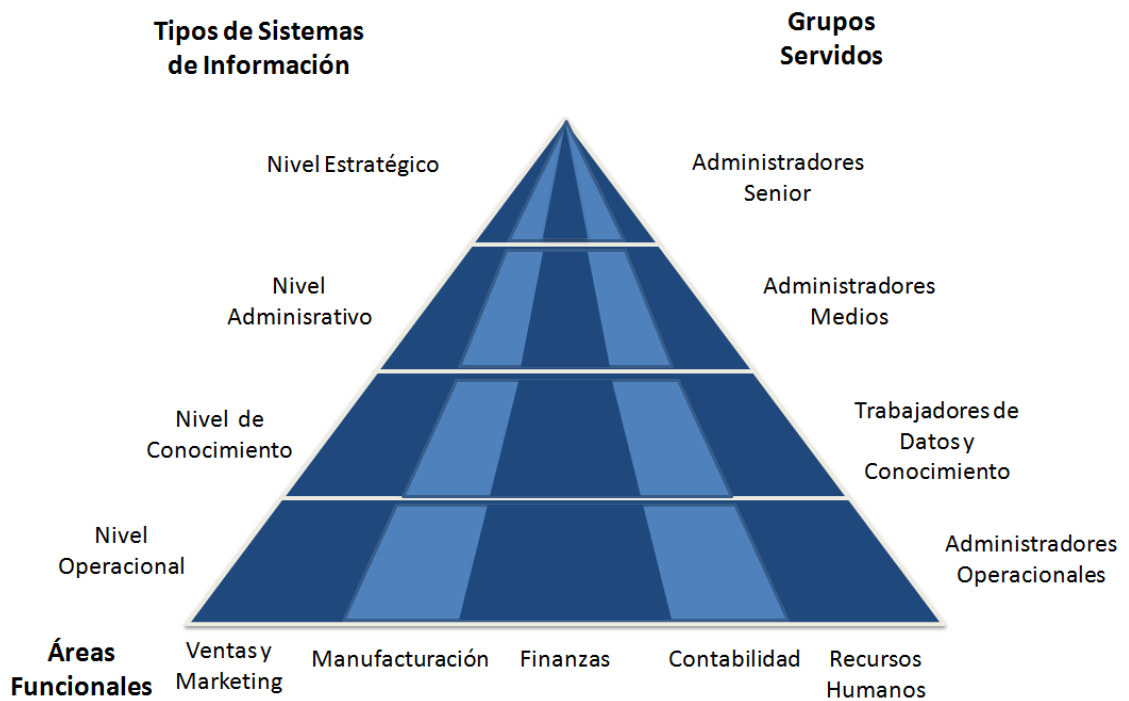 Tipos de Sistemas
de Información
Grupos
Servidos
Nivel Estratégico
Administradores
Senior
Nivel
Adminisrativo
Administradores
Medios
Nivel de
Conocimiento
Trabajadores de
Datos y
Conocimiento
Nivel
Operacional
Administradores
Operacionales
Áreas
Funcionales
Ventas y
Marketing
Manufacturación
Finanzas
Contabilidad
Recursos
Humanos